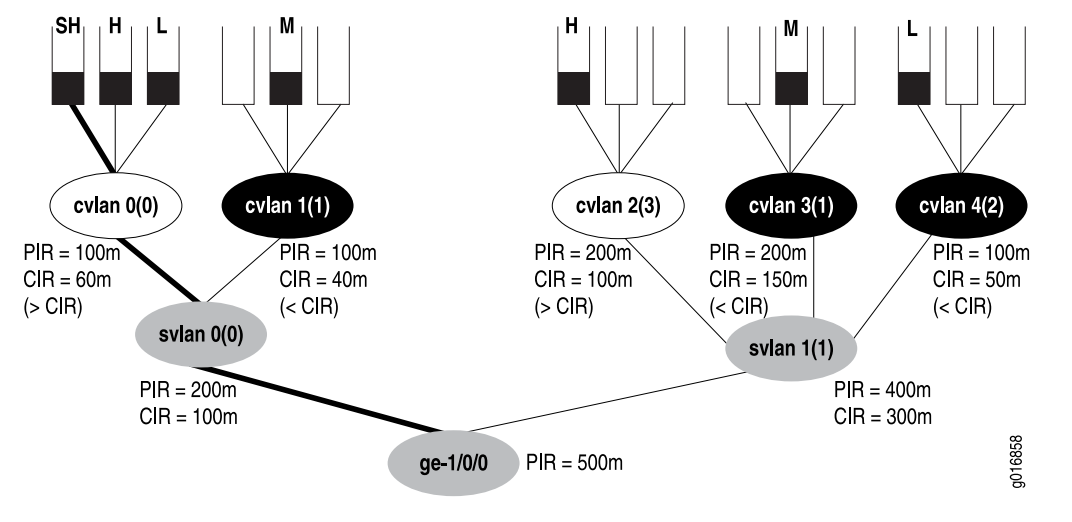 SH H L M H M L
cvlan 0(0) cvlan 1(1) cvlan 2(3) cvlan 3(1) cvlan 4(2)
PIR = 100m PIR = 100m PIR = 200m PIR = 200m PIR = 100m
CIR = 60m CIR = 40m CIR = 100m CIR = 150m CIR = 50m
(> CIR) (< CIR) (> CIR) (< CIR) (< CIR)
svlan 0(0) svlan 1(1)
PIR = 200m PIR = 400m
CIR = 100m CIR = 300m
ge-1/0/0 PIR = 500m
g016858